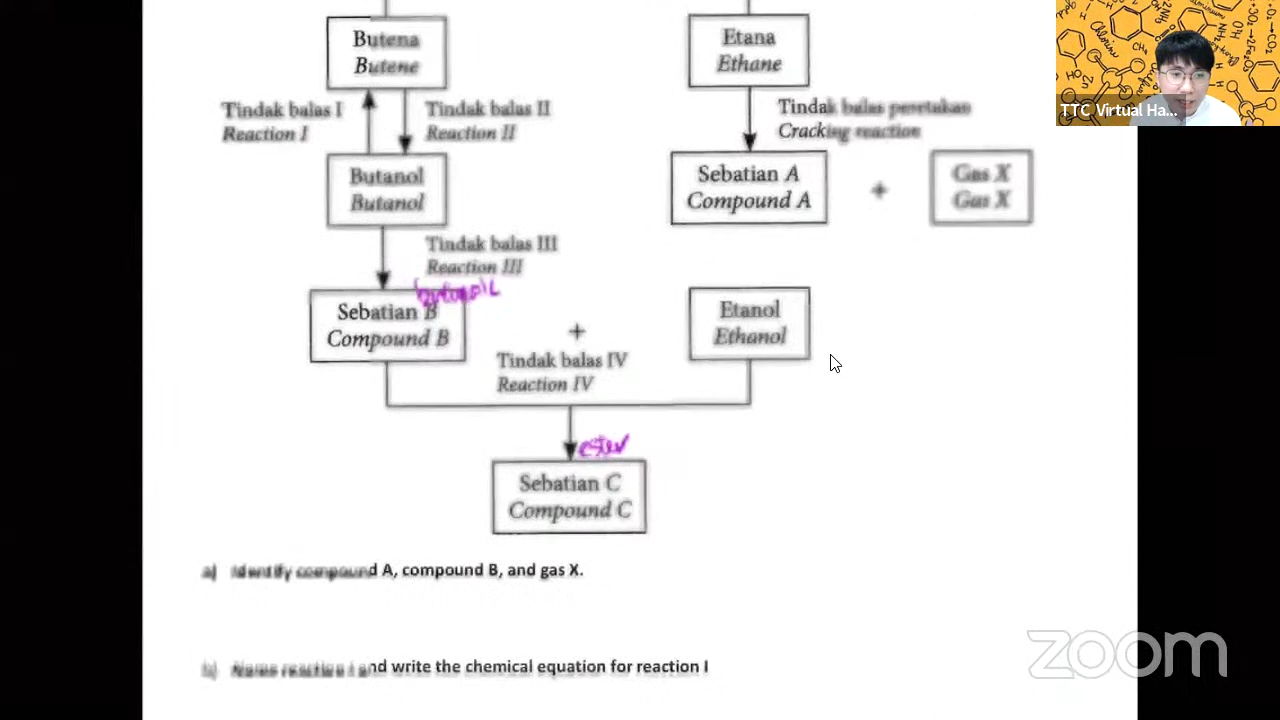 Butena
Butene
Etana
Ethane
Tindak balas I
Reaction I
Tindak balas II
Reaction II
Tindak balas peretakan
Cracking reaction
Butanol
Butanol
Sebatian A
Compound A
+
Gas X
Gas X
Tindak balas III
Reaction III
Sebatian B
Compound B
+
Tindak balas IV
Reaction IV
Etanol
Ethanol
ester
Sebatian C
Compound C
a) Identify compound A, compound B, and gas X.
b) Name reaction I and write the chemical equation for reaction I
TTC Virtual Ha...
zoom